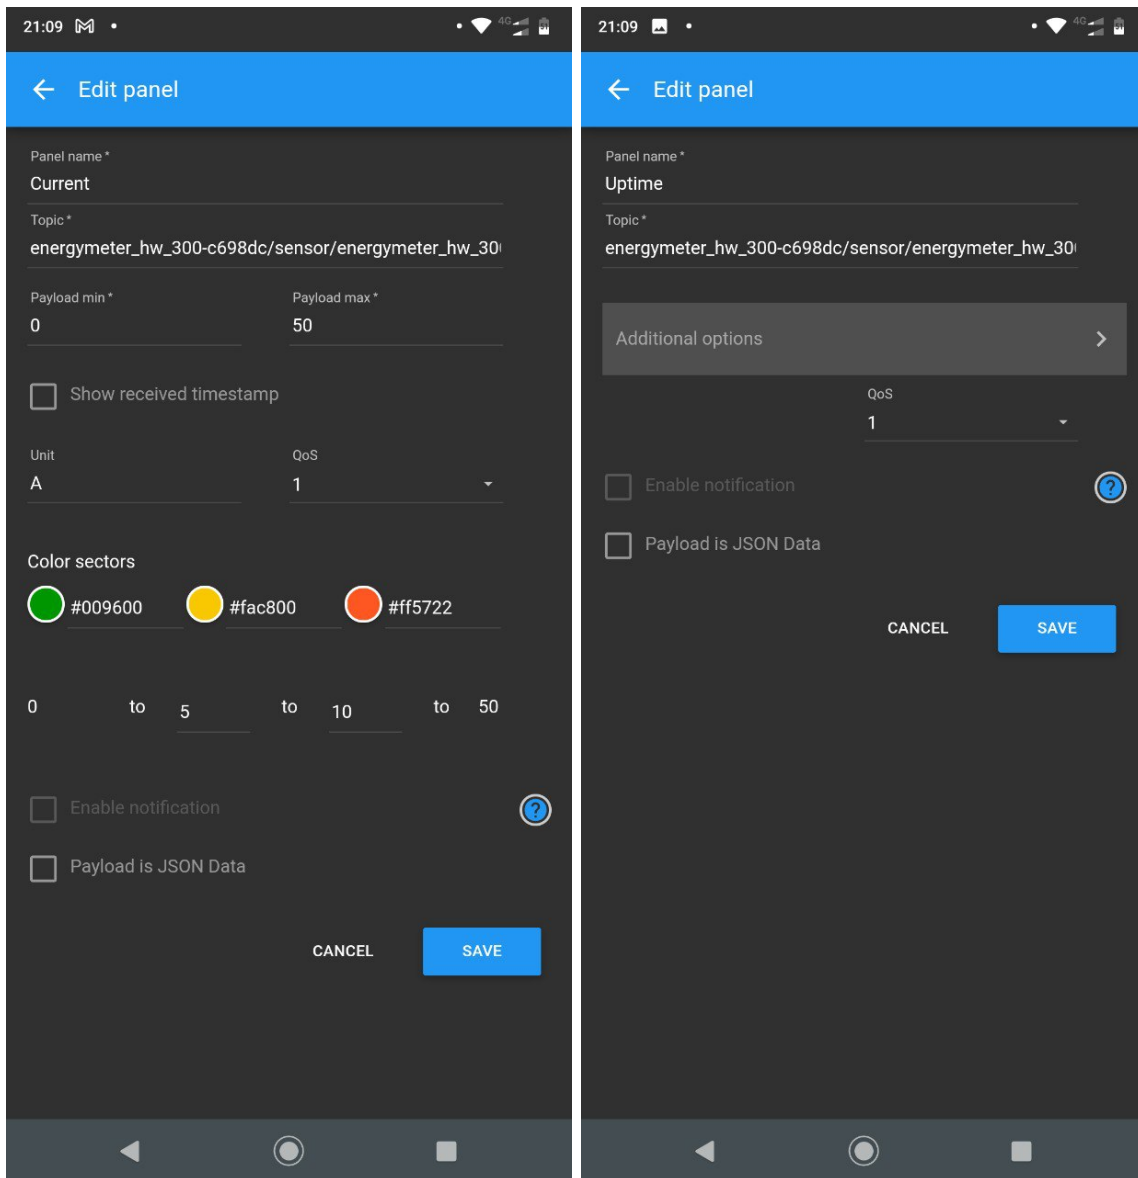 21:09
4G
Edit panel
Panel name *
Current
Topic *
energymeter_hw_300-c698dc/sensor/energymeter_hw_30
Payload min *
Payload max *
0
50
Show received timestamp
Unit
QoS
A
1
Color sectors
#009600
#fac800
#ff5722
0 to 5 to 10 to 50
Enable notification
?
Payload is JSON Data
CANCEL
SAVE
21:09
4G
Edit panel
Panel name *
Uptime
Topic *
energymeter_hw_300-c698dc/sensor/energymeter_hw_30
Additional options
QoS
1
Enable notification
?
Payload is JSON Data
CANCEL
SAVE